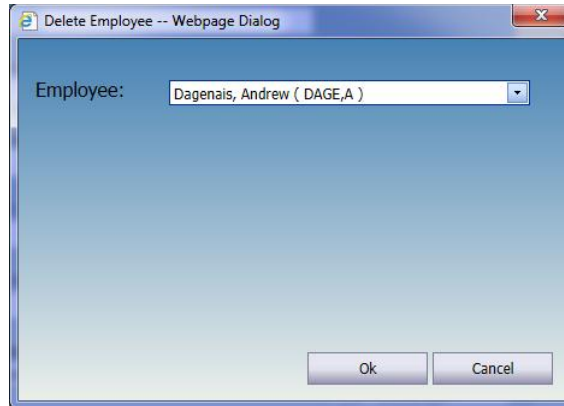 Delete Employee -- Webpage Dialog
Employee: Dagenais, Andrew ( DAGE,A )
Ok Cancel